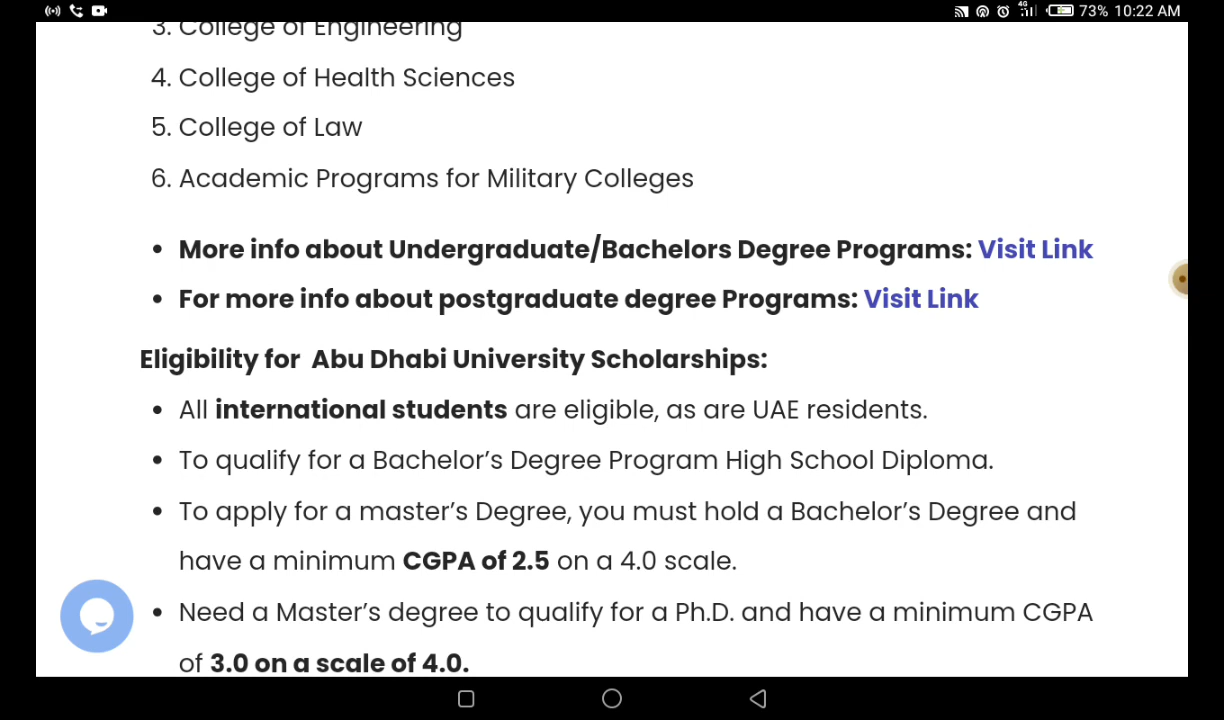 4G 73% 10:22 AM
3. College of Engineering
4. College of Health Sciences
5. College of Law
6. Academic Programs for Military Colleges
• More info about Undergraduate/Bachelors Degree Programs: Visit Link
• For more info about postgraduate degree Programs: Visit Link
Eligibility for Abu Dhabi University Scholarships:
• All international students are eligible, as are UAE residents.
• To qualify for a Bachelor’s Degree Program High School Diploma.
• To apply for a master’s Degree, you must hold a Bachelor’s Degree and
have a minimum CGPA of 2.5 on a 4.0 scale.
• Need a Master’s degree to qualify for a Ph.D. and have a minimum CGPA
of 3.0 on a scale of 4.0.